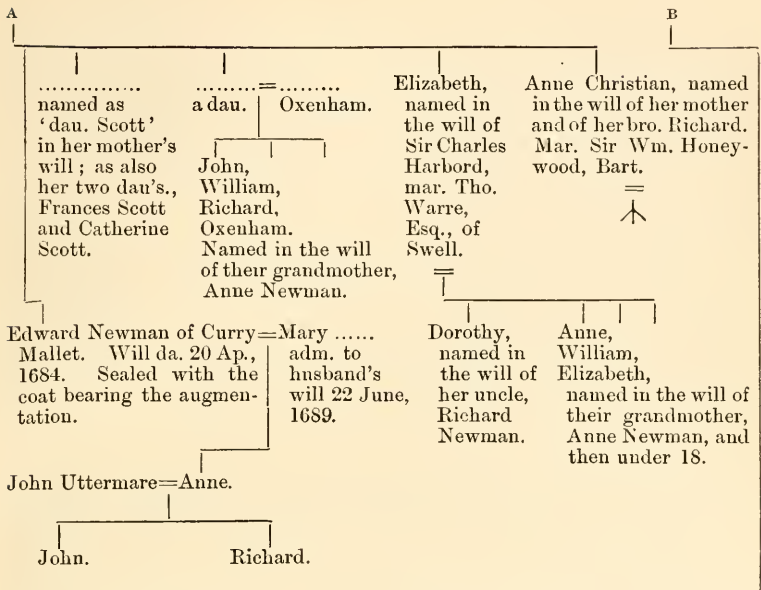 A
B
..............
named as
‘dau. Scott’
in her mother's
will; as also
her two dau's.,
Frances Scott
and Catherine
Scott.
.........=.........
a dau. Oxenham.
John,
William,
Richard,
Oxenham.
Named in the will
of their grandmother,
Anne Newman.
Elizabeth,
named in
the will of
Sir Charles
Harbord,
mar. Tho.
Warre,
Esq., of
Swell.
=
Anne Christian, named
in the will of her mother
and of her bro. Richard.
Mar. Sir Wm. Honey-
wood, Bart.
=
Edward Newman of Curry=Mary ......
Mallet. Will da. 20 Ap.,
1684. Sealed with the
coat bearing the augmen-
tation.
adm. to
husband's
will 22 June,
1689.
Dorothy,
named in
the will of
her uncle,
Richard
Newman.
Anne,
William,
Elizabeth,
named in the will of
their grandmother,
Anne Newman, and
then under 18.
John Uttermare=Anne.
John. Richard.